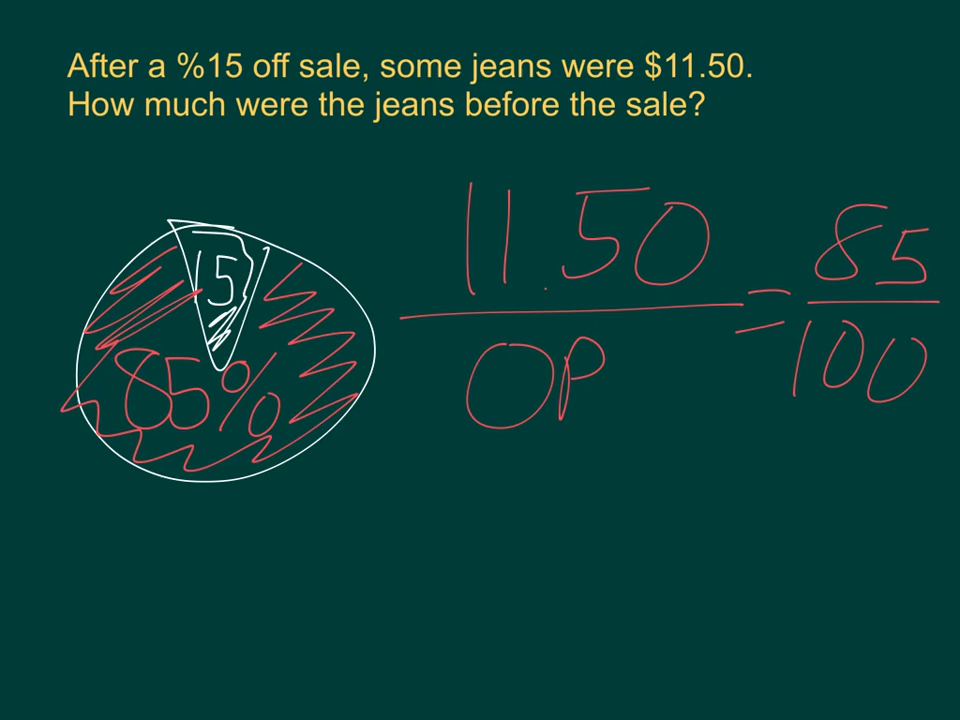 After a %15 off sale, some jeans were $11.50.
How much were the jeans before the sale?
15
85%
11.50 = 85
OP 100